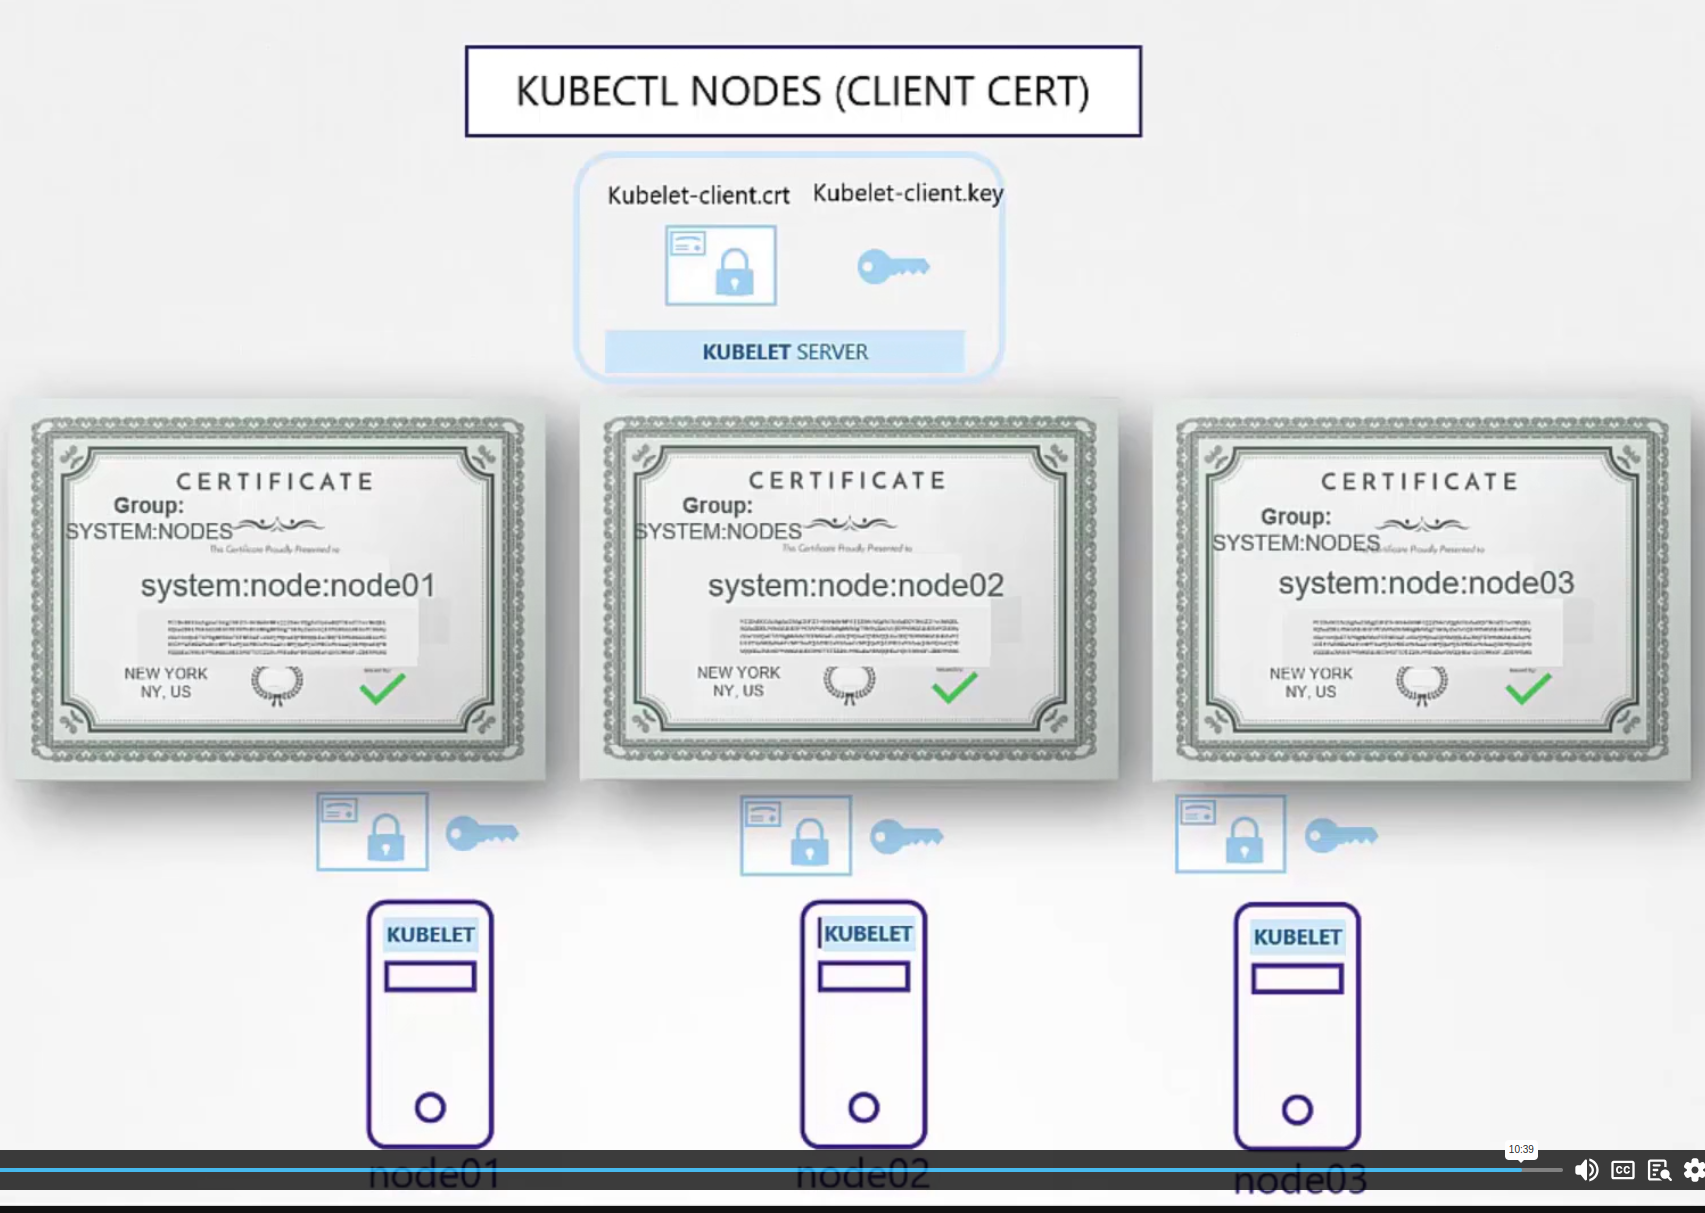 KUBECTL NODES (CLIENT CERT)
Kubelet-client.crt Kubelet-client.key
KUBELET SERVER
CERTIFICATE
Group:
SYSTEM:NODES
This Certificate Proudly Presented to
system:node:node01
NEW YORK
NY, US
CERTIFICATE
Group:
SYSTEM:NODES
This Certificate Proudly Presented to
system:node:node02
NEW YORK
NY, US
CERTIFICATE
Group:
SYSTEM:NODES
Certificate Proudly Presented to
system:node:node03
NEW YORK
NY, US
KUBELET
KUBELET
KUBELET
10:39
node01
node02
node03
CC